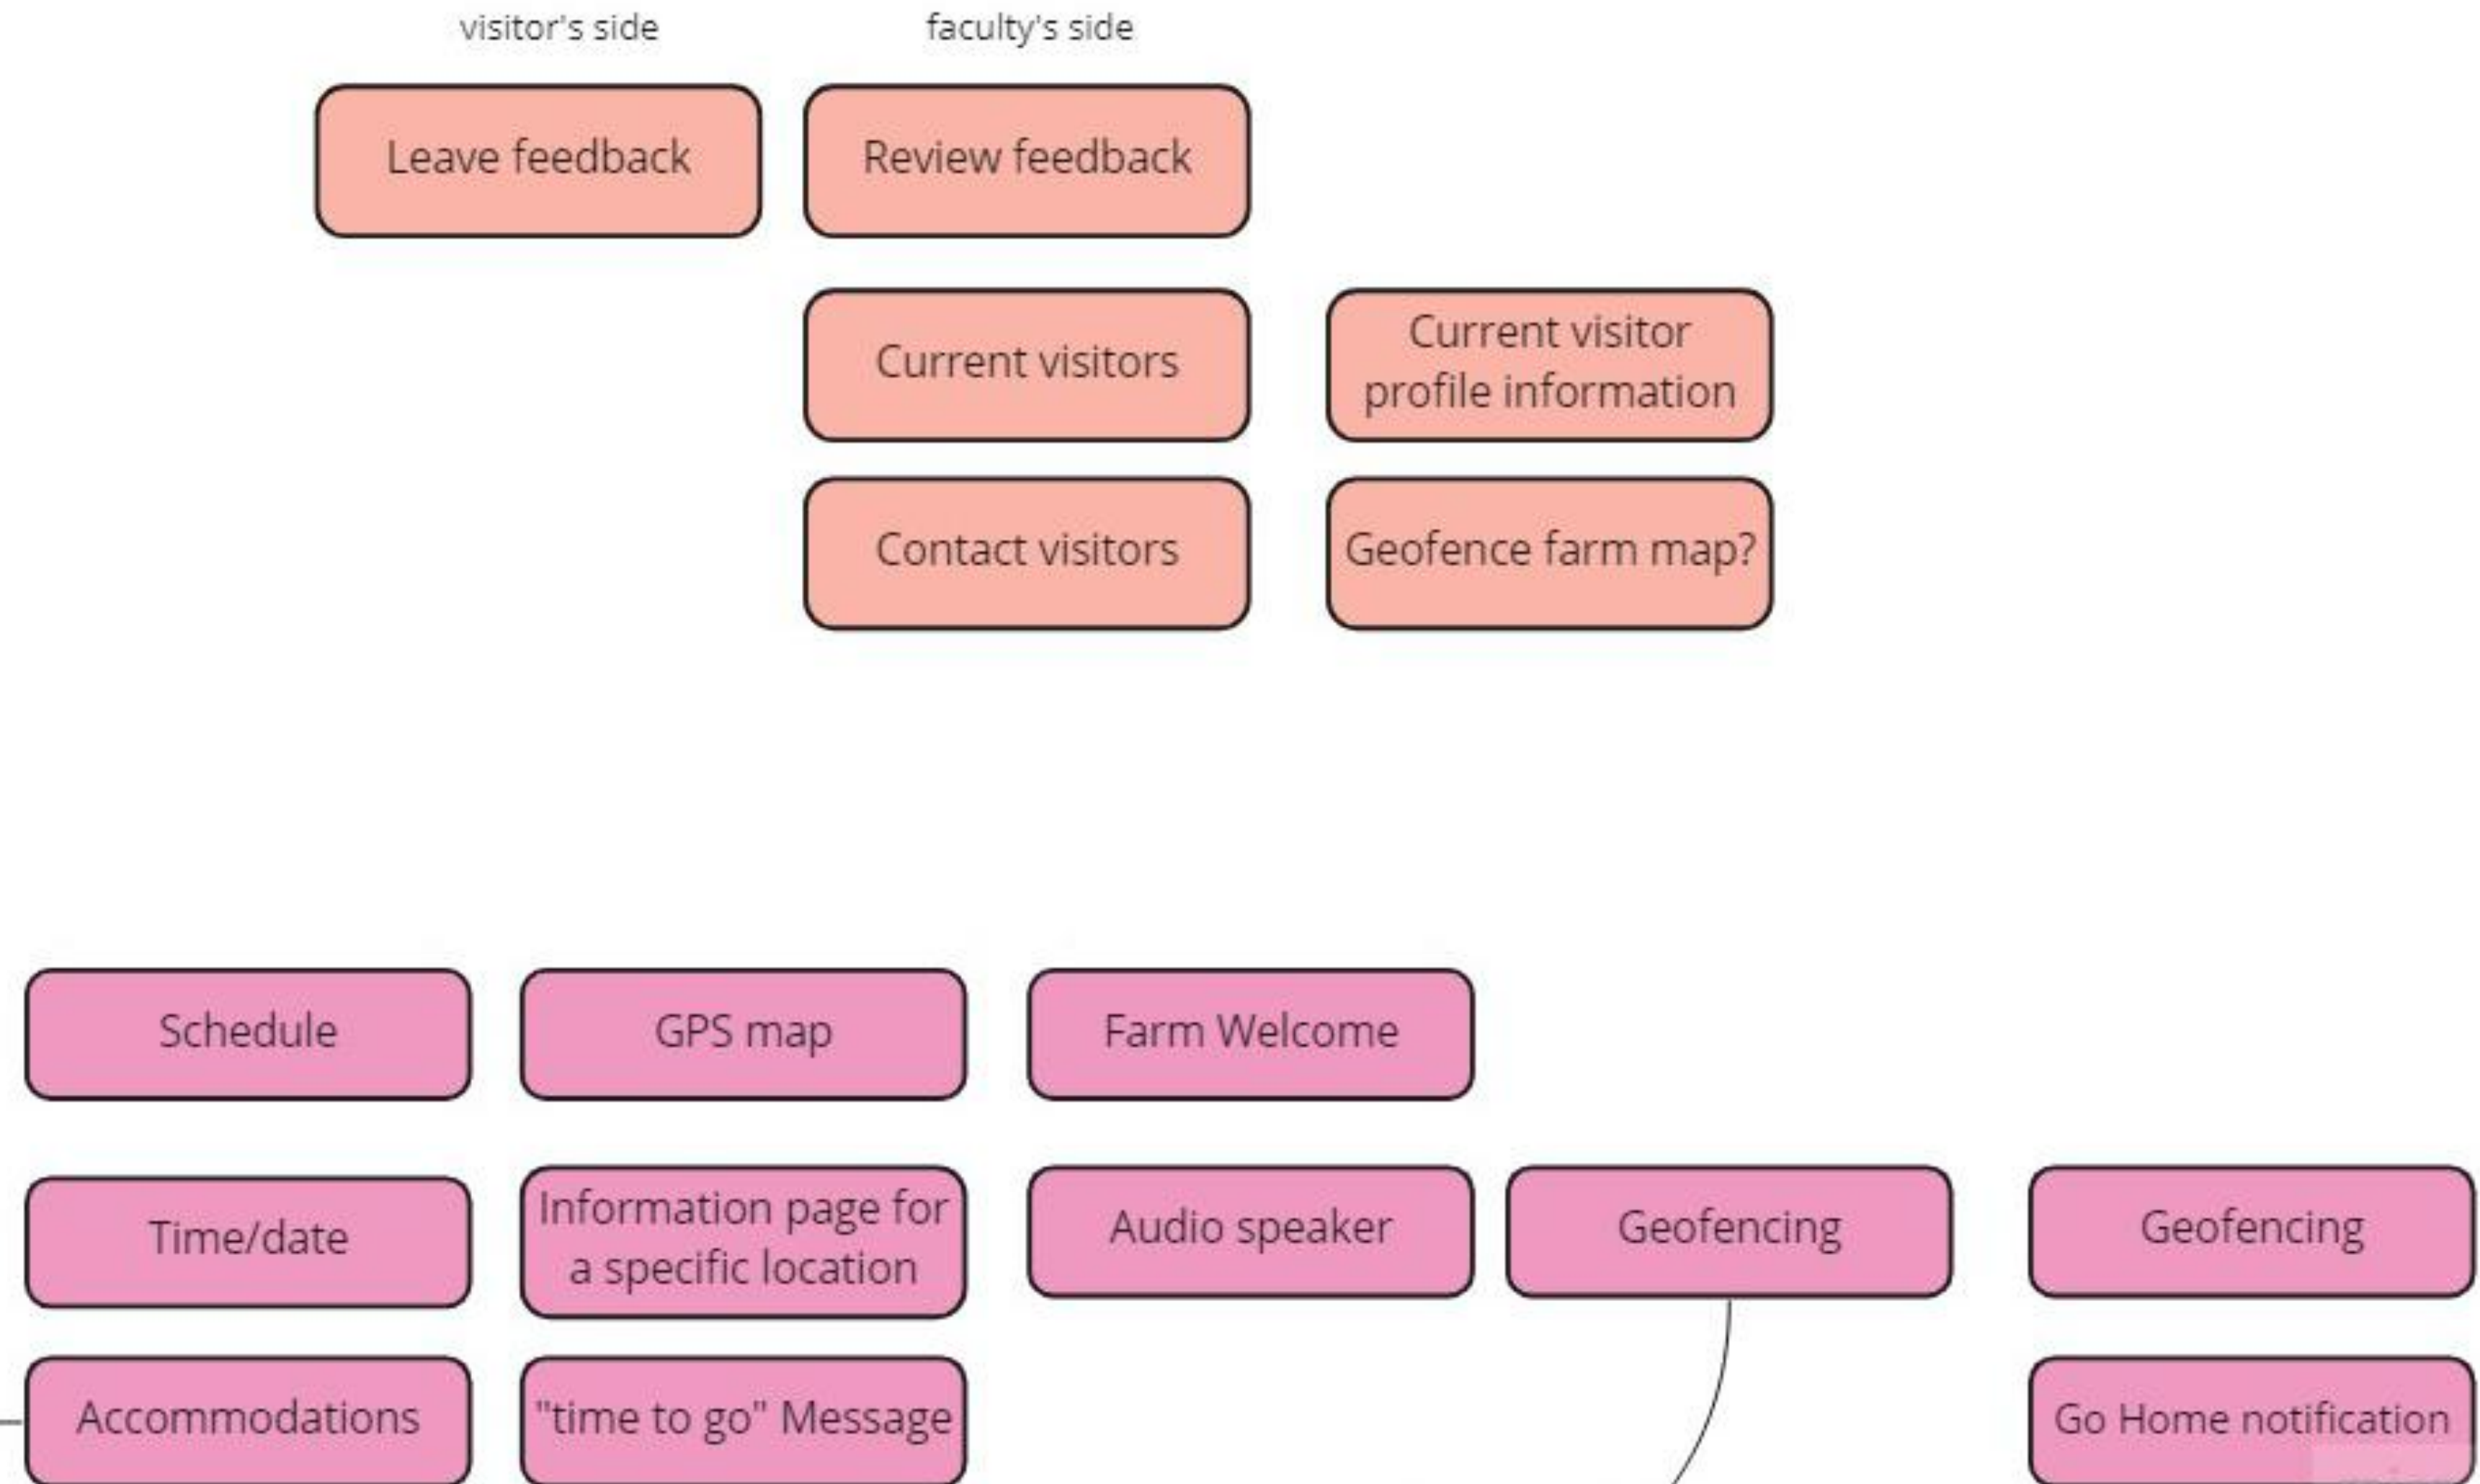 visitor's side
faculty's side
Leave feedback
Review feedback
Current visitors
Current visitor
profile information
Contact visitors
Geofence farm map?
Schedule
GPS map
Farm Welcome
Time/date
Information page for
a specific location
Audio speaker
Geofencing
Geofencing
Accommodations
"time to go" Message
Go Home notification